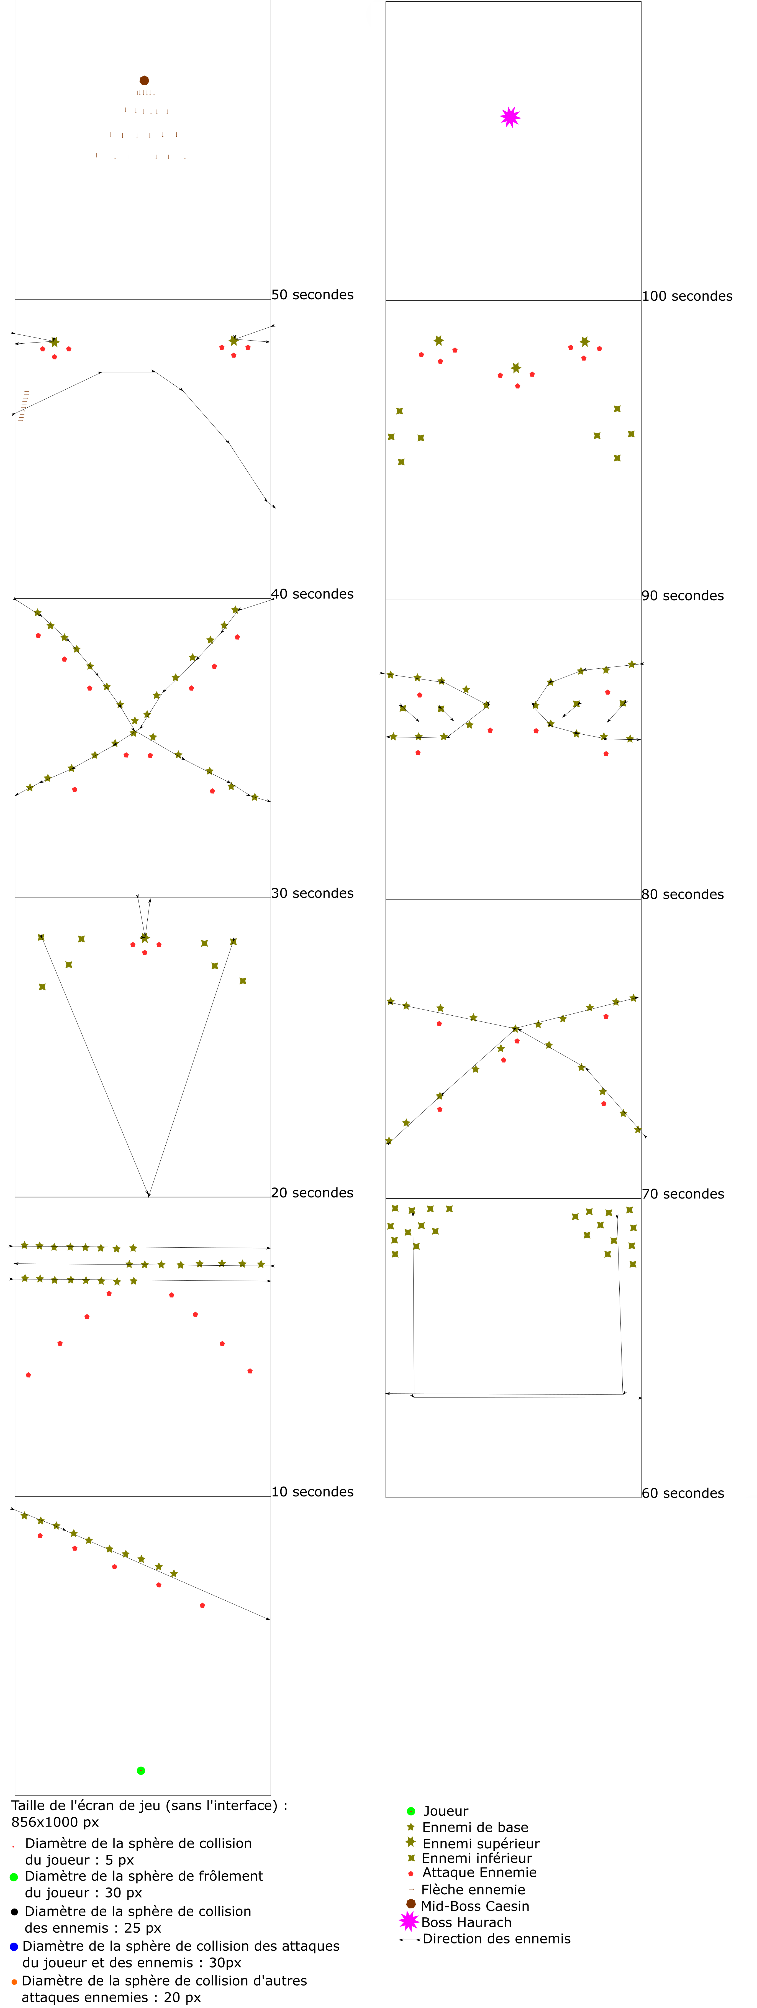 50 secondes
100 secondes
40 secondes
90 secondes
30 secondes
80 secondes
20 secondes
70 secondes
10 secondes
60 secondes
Taille de l'écran de jeu (sans l'interface) :
856x1000 px
Diamètre de la sphère de collision
du joueur : 5 px
Diamètre de la sphère de frôlement
du joueur : 30 px
Diamètre de la sphère de collision
des ennemis : 25 px
Diamètre de la sphère de collision des attaques
du joueur et des ennemis : 30px
Diamètre de la sphère de collision d'autres
attaques ennemies : 20 px
Joueur
Ennemi de base
Ennemi supérieur
Ennemi inférieur
Attaque Ennemie
Flèche ennemie
Mid-Boss Caesin
Boss Haurach
Direction des ennemis